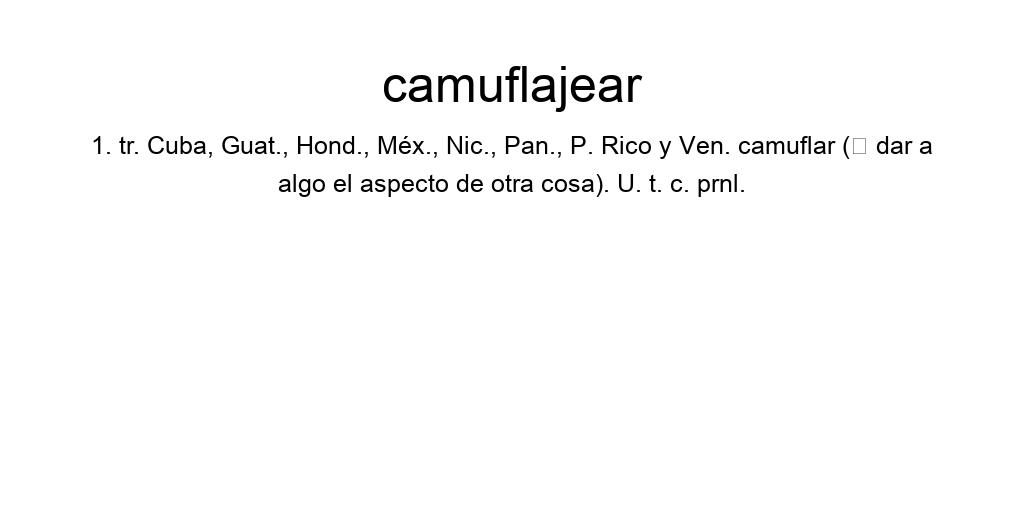 camuflajear
1. tr. Cuba, Guat., Hond., Méx., Nic., Pan., P. Rico y Ven. camuflar (□ dar a
algo el aspecto de otra cosa). U. t. c. prnl.